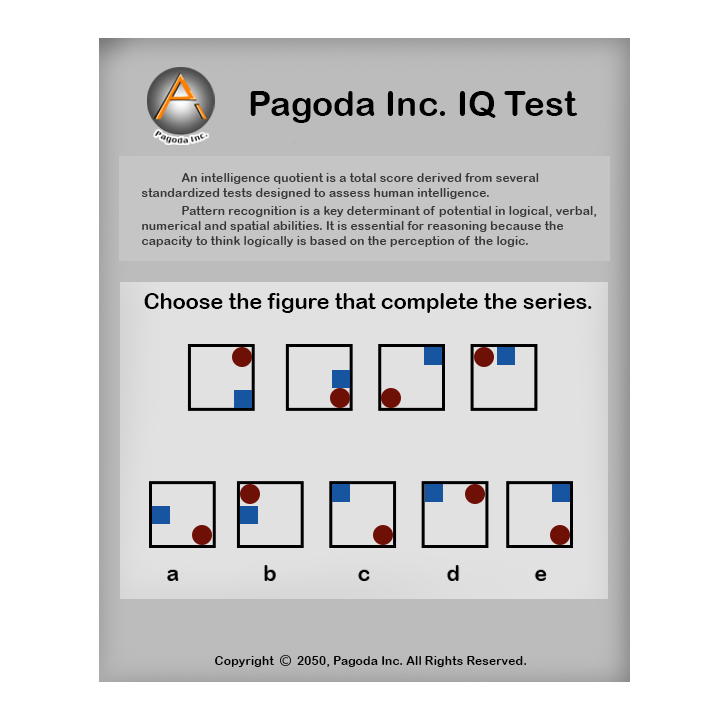 Pagoda Inc.
Pagoda Inc. IQ Test
An intelligence quotient is a total score derived from several
standardized tests designed to assess human intelligence.
Pattern recognition is a key determinant of potential in logical, verbal,
numerical and spatial abilities. It is essential for reasoning because the
capacity to think logically is based on the perception of the logic.
Choose the figure that complete the series.
a b c d e
Copyright © 2050, Pagoda Inc. All Rights Reserved.